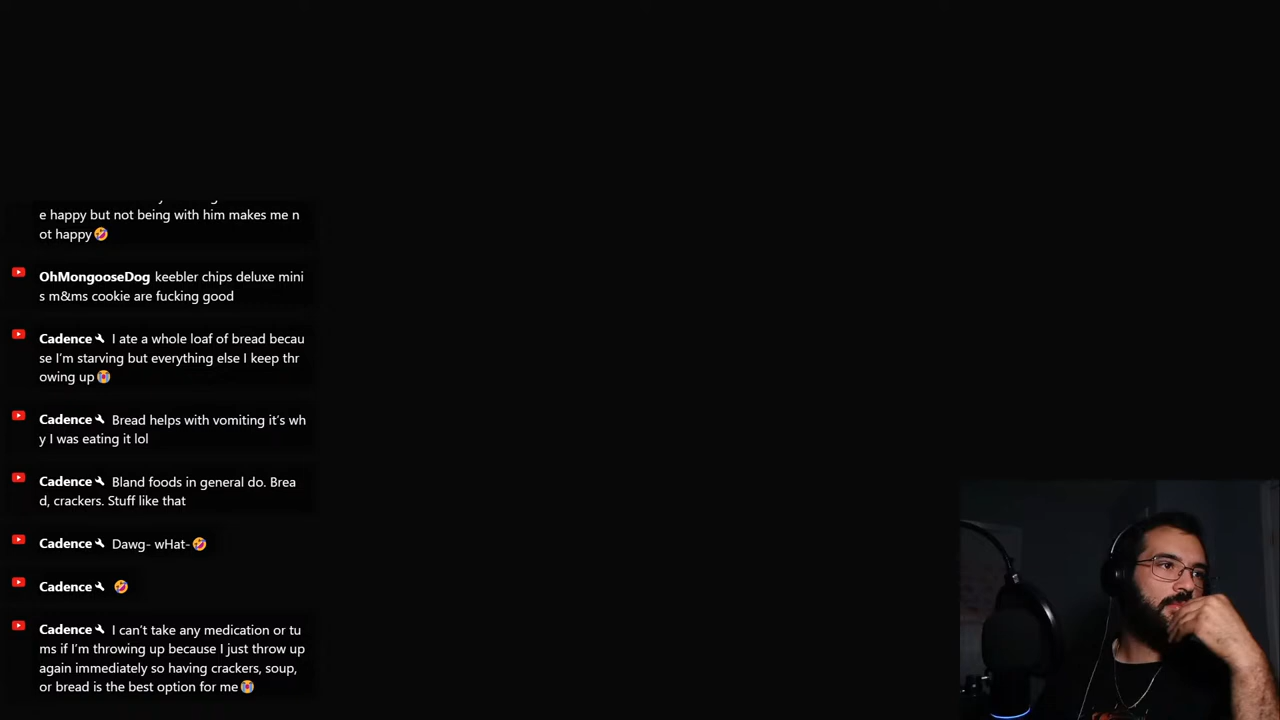 e happy but not being with him makes me n
ot happy🤣
OhMongooseDog keebler chips deluxe mini
s m&ms cookie are fucking good
Cadence I ate a whole loaf of bread becau
se I'm starving but everything else I keep thr
owing up😭
Cadence Bread helps with vomiting it's wh
y I was eating it lol
Cadence Bland foods in general do. Brea
d, crackers. Stuff like that
Cadence Dawg- wHat-🤣
Cadence 🤣
Cadence I can't take any medication or tu
ms if I'm throwing up because I just throw up
again immediately so having crackers, soup,
or bread is the best option for me😭